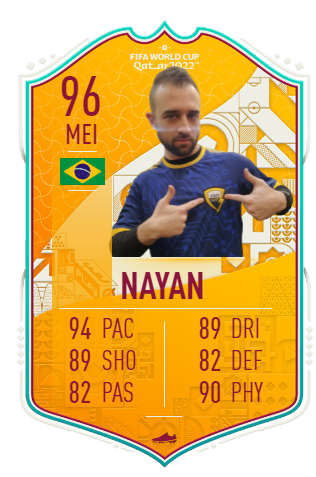 FIFA WORLD CUP
Qatar2022
96
MEI
NAYAN
94 PAC
89 SHO
82 PAS
89 DRI
82 DEF
90 PHY